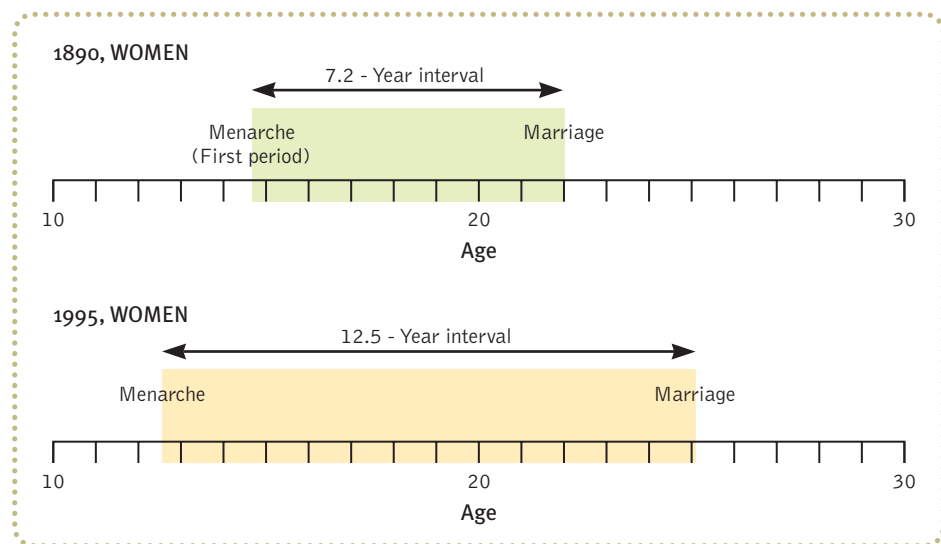 1890, WOMEN
7.2 - Year interval
Menarche
(First period)
Marriage
10
20
30
Age
1995, WOMEN
12.5 - Year interval
Menarche
Marriage
10
20
30
Age